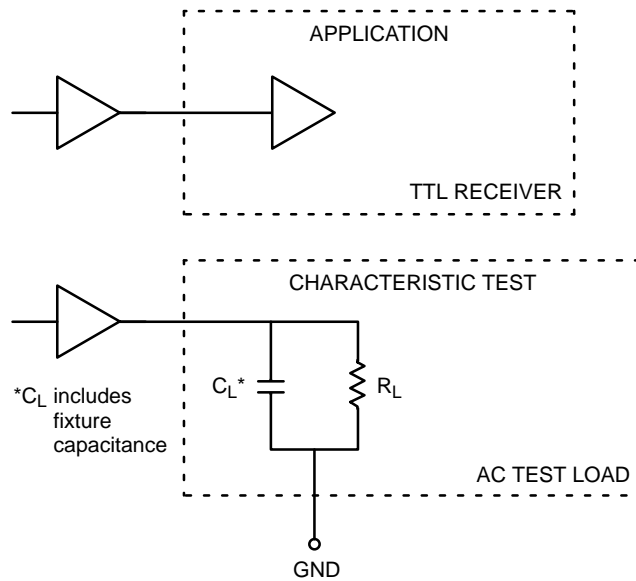 APPLICATION
TTL RECEIVER
CHARACTERISTIC TEST
*CL includes
fixture
capacitance
CL*
RL
AC TEST LOAD
GND